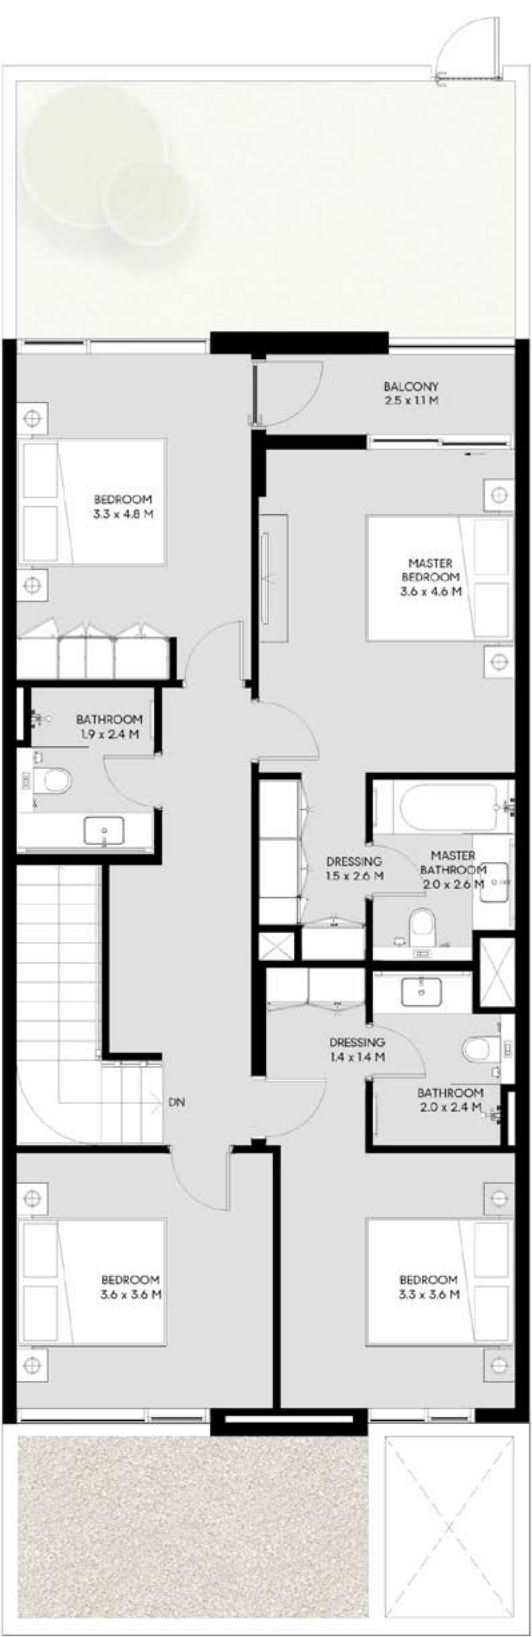 BALCONY
2.5 x 1.1 M
BEDROOM
3.3 x 4.8 M
MASTER
BEDROOM
3.6 x 4.6 M
BATHROOM
1.9 x 2.4 M
DRESSING
1.5 x 2.6 M
MASTER
BATHROOM
2.0 x 2.6 M
DRESSING
1.4 x 1.4 M
BATHROOM
2.0 x 2.4 M
DN
BEDROOM
3.6 x 3.6 M
BEDROOM
3.3 x 3.6 M